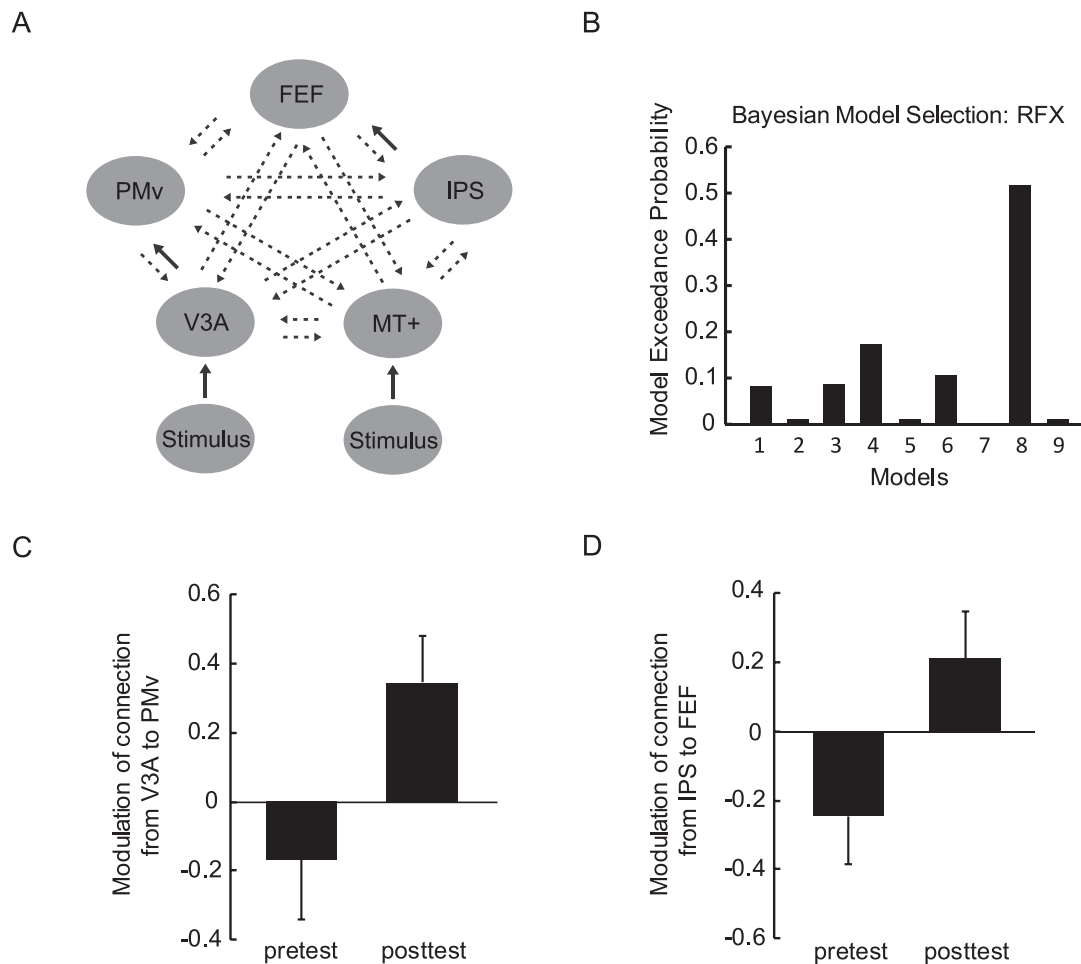 A
FEF
PMv
IPS
V3A
MT+
Stimulus
Stimulus
B
Bayesian Model Selection: RFX
Model Exceedance Probability
0.6
0.5
0.4
0.3
0.2
0.1
0
1 2 3 4 5 6 7 8 9
Models
C
Modulation of connection
from V3A to PMv
0.6
0.4
0.2
0
-0.2
-0.4
pretest posttest
D
Modulation of connection
from IPS to FEF
0.4
0.2
0
-0.2
-0.4
-0.6
pretest posttest